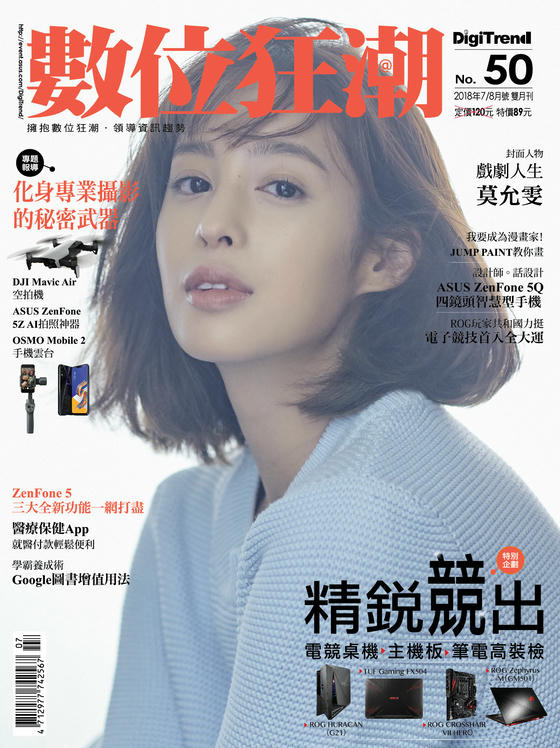 http://event.asus.com/DigiTrend/
數位狂潮
@
DigiTrend
No. 50
2018年7/8月號 雙月刊
定價120元 特價89元
擁抱數位狂潮・領導資訊趨勢
專題
報導
化身專業攝影
的秘密武器
DJI Mavic Air
空拍機
ASUS ZenFone
5Z AI拍照神器
OSMO Mobile 2
手機雲台
封面人物
戲劇人生
莫允雯
我要成為漫畫家!
JUMP PAINT教你畫
設計師。話設計
ASUS ZenFone 5Q
四鏡頭智慧型手機
ROG玩家共和國力挺
電子競技首入全大運
ZenFone 5
三大全新功能一網打盡
醫療保健App
就醫付款輕鬆便利
學霸養成術
Google圖書增值用法
特別
企劃
精銳競出
電競桌機 主機板 筆電高裝檢
TUF Gaming FX504
ROG Zephyrus
M(GM501)
ROG HURACAN
(G21)
ROG CROSSHAIR
VII HERO
07
4 712977 742567